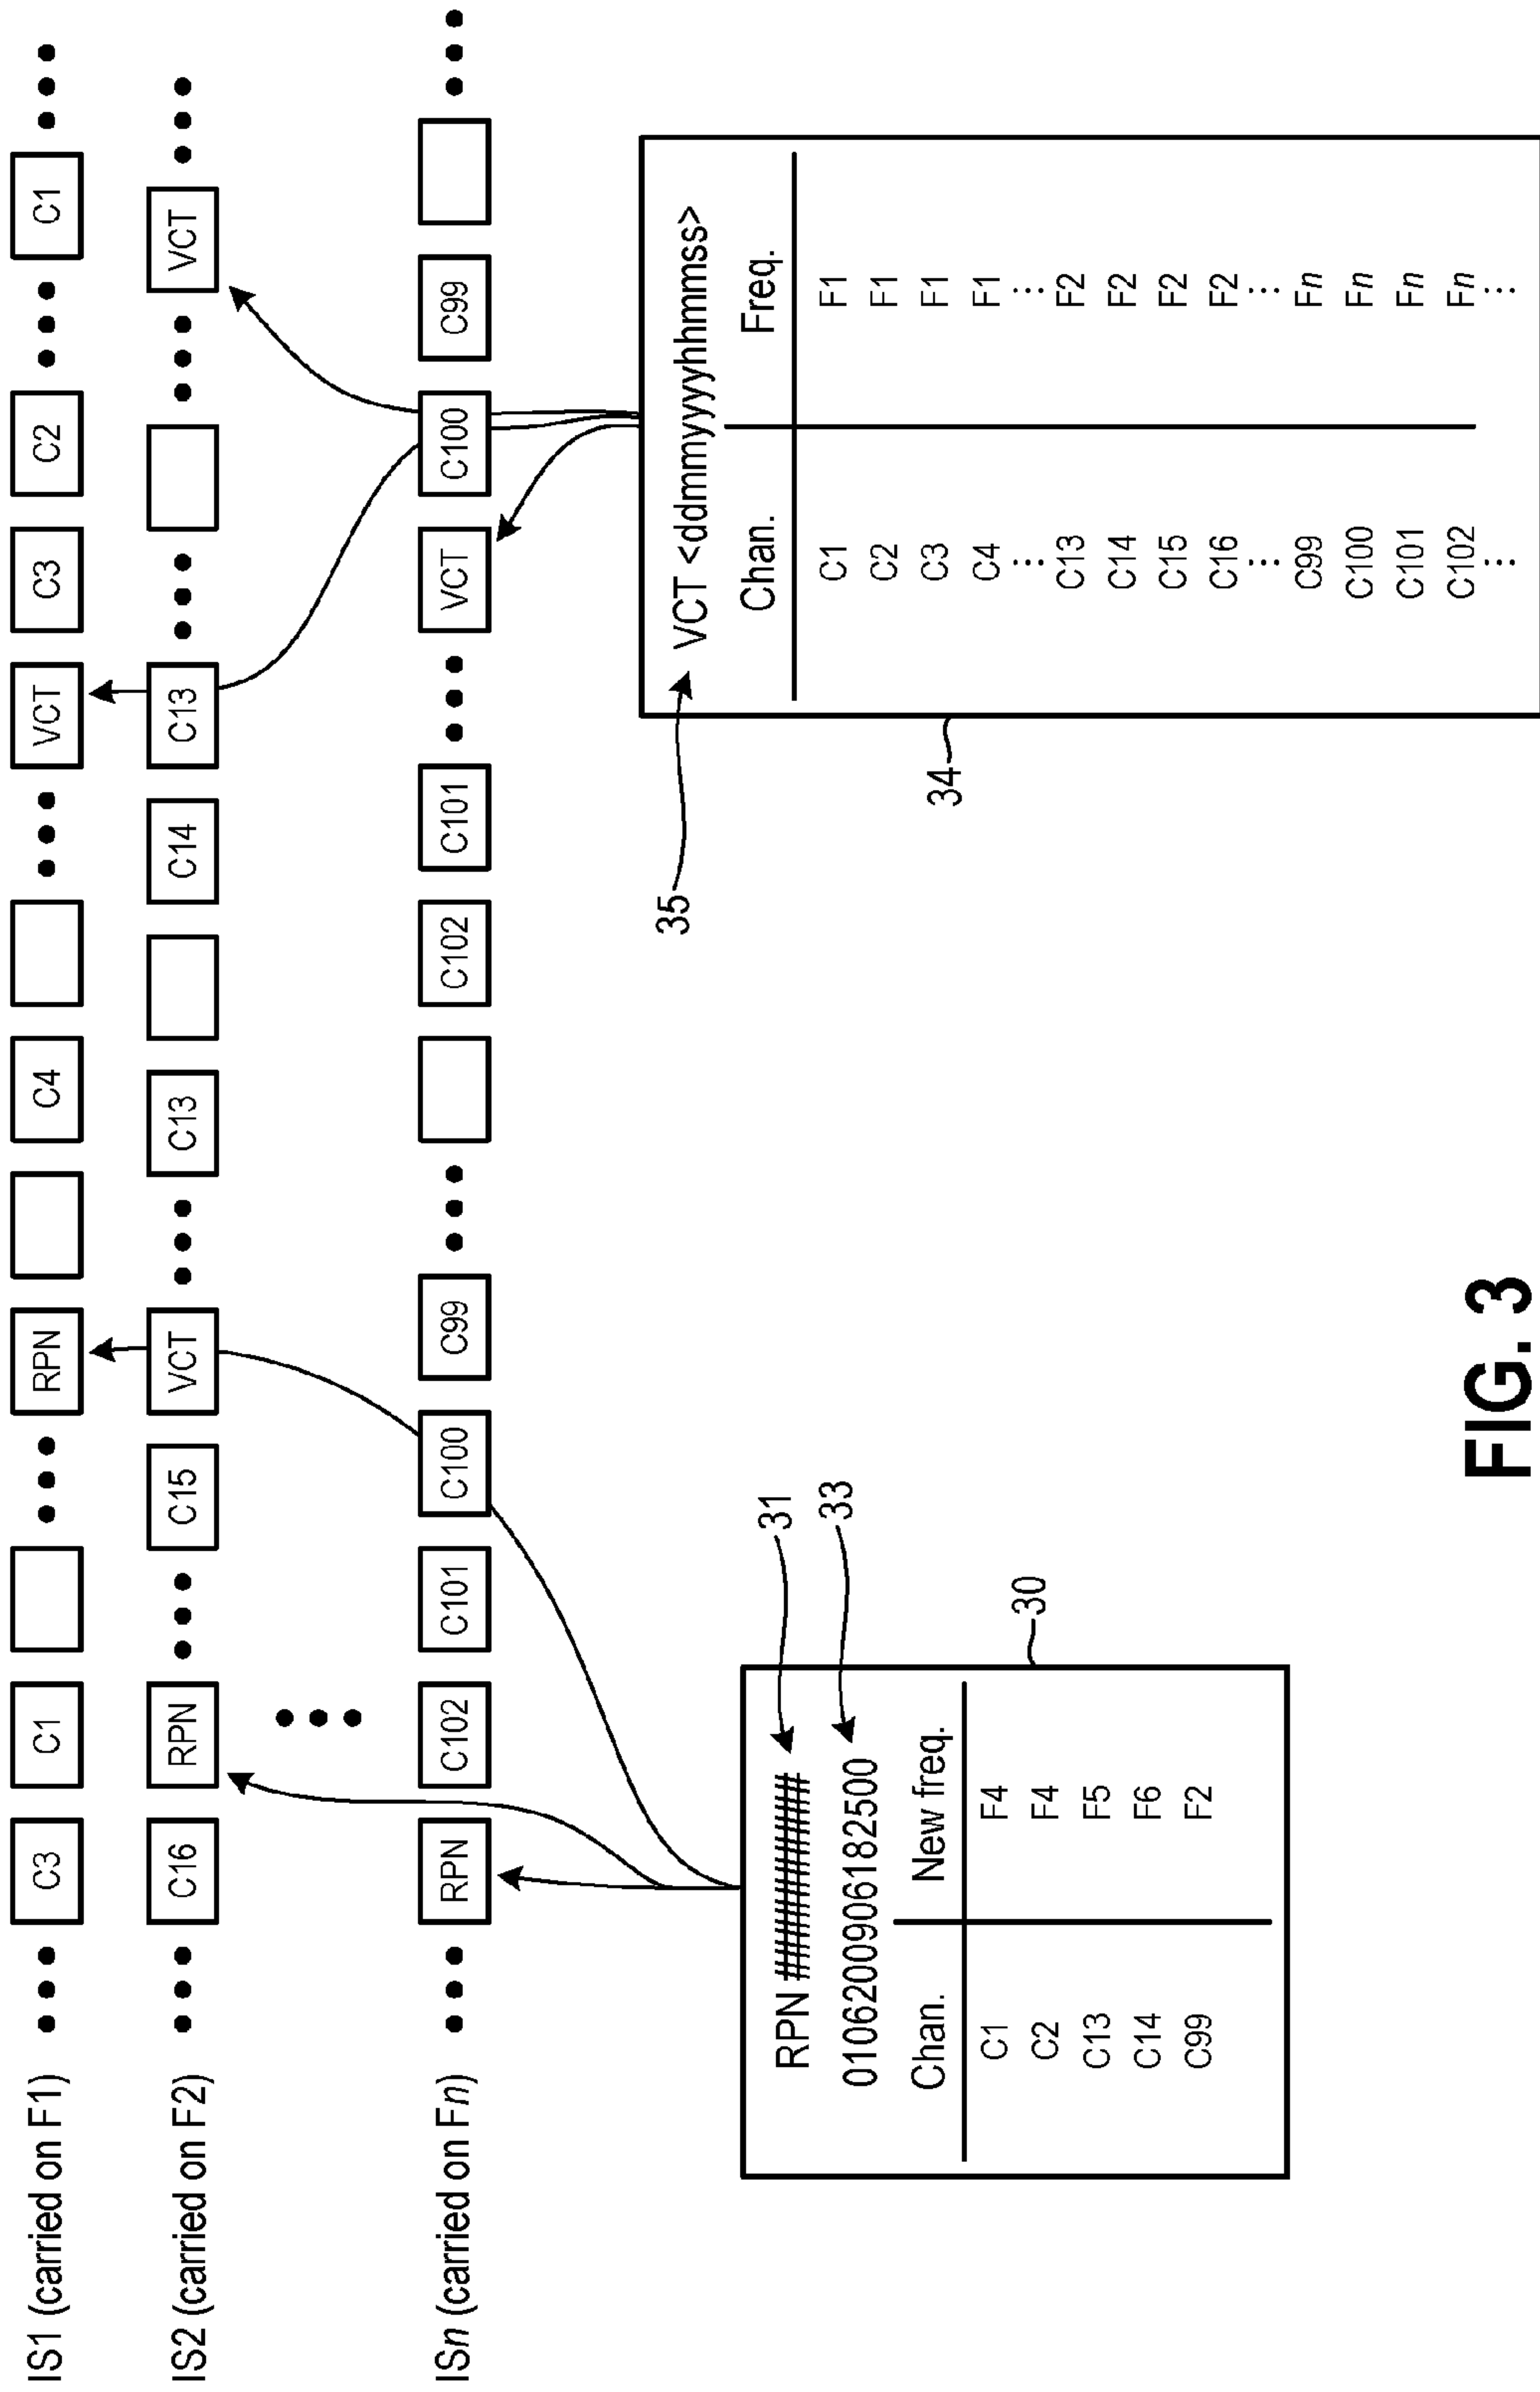 IS1 (carried on F1) ••• C3 C1 ••• RPN C4 ••• VCT C3 C2 ••• C1 •••
IS2 (carried on F2) ••• C16 RPN ••• C15 VCT ••• C13 C14 C13 ••• ••• VCT •••
•••
ISn (carried on Fn) ••• RPN C102 C101 C100 C99 ••• C102 C101 ••• VCT C100 C99 •••
RPN ##########
31
0106200906182500
33
Chan. New freq.
C1 F4
C2 F4
C13 F5
C14 F6
C99 F2
30
35
VCT <ddmmyyyyhhmmss>
Chan. Freq.
C1 F1
C2 F1
C3 F1
C4 F1
⋮ ⋮
C13 F2
C14 F2
C15 F2
C16 F2
⋮ ⋮
C99 Fn
C100 Fn
C101 Fn
C102 Fn
⋮ ⋮
34
FIG. 3